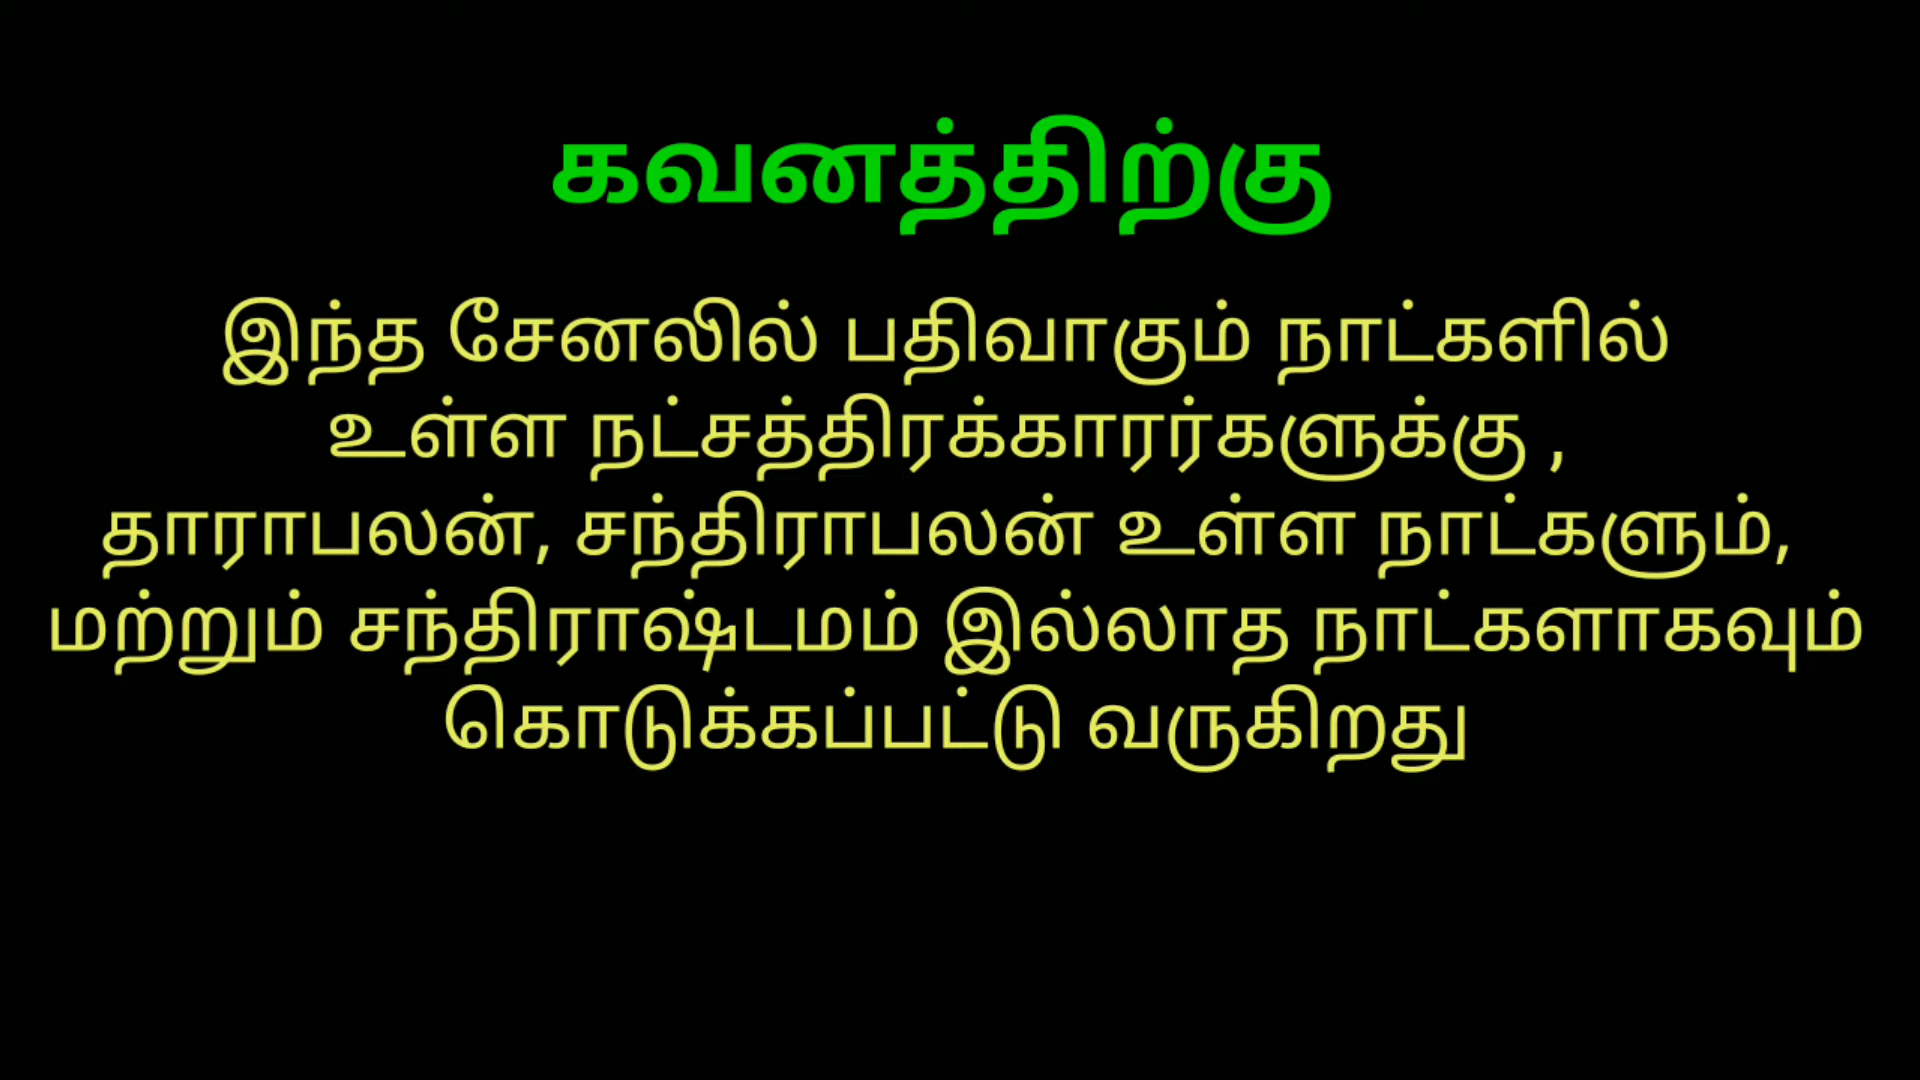 கவனத்திற்கு
இந்த சேனலில் பதிவாகும் நாட்களில்
உள்ள நட்சத்திரக்காரர்களுக்கு ,
தாராபலன், சந்திராபலன் உள்ள நாட்களும்,
மற்றும் சந்திராஷ்டமம் இல்லாத நாட்களாகவும்
கொடுக்கப்பட்டு வருகிறது